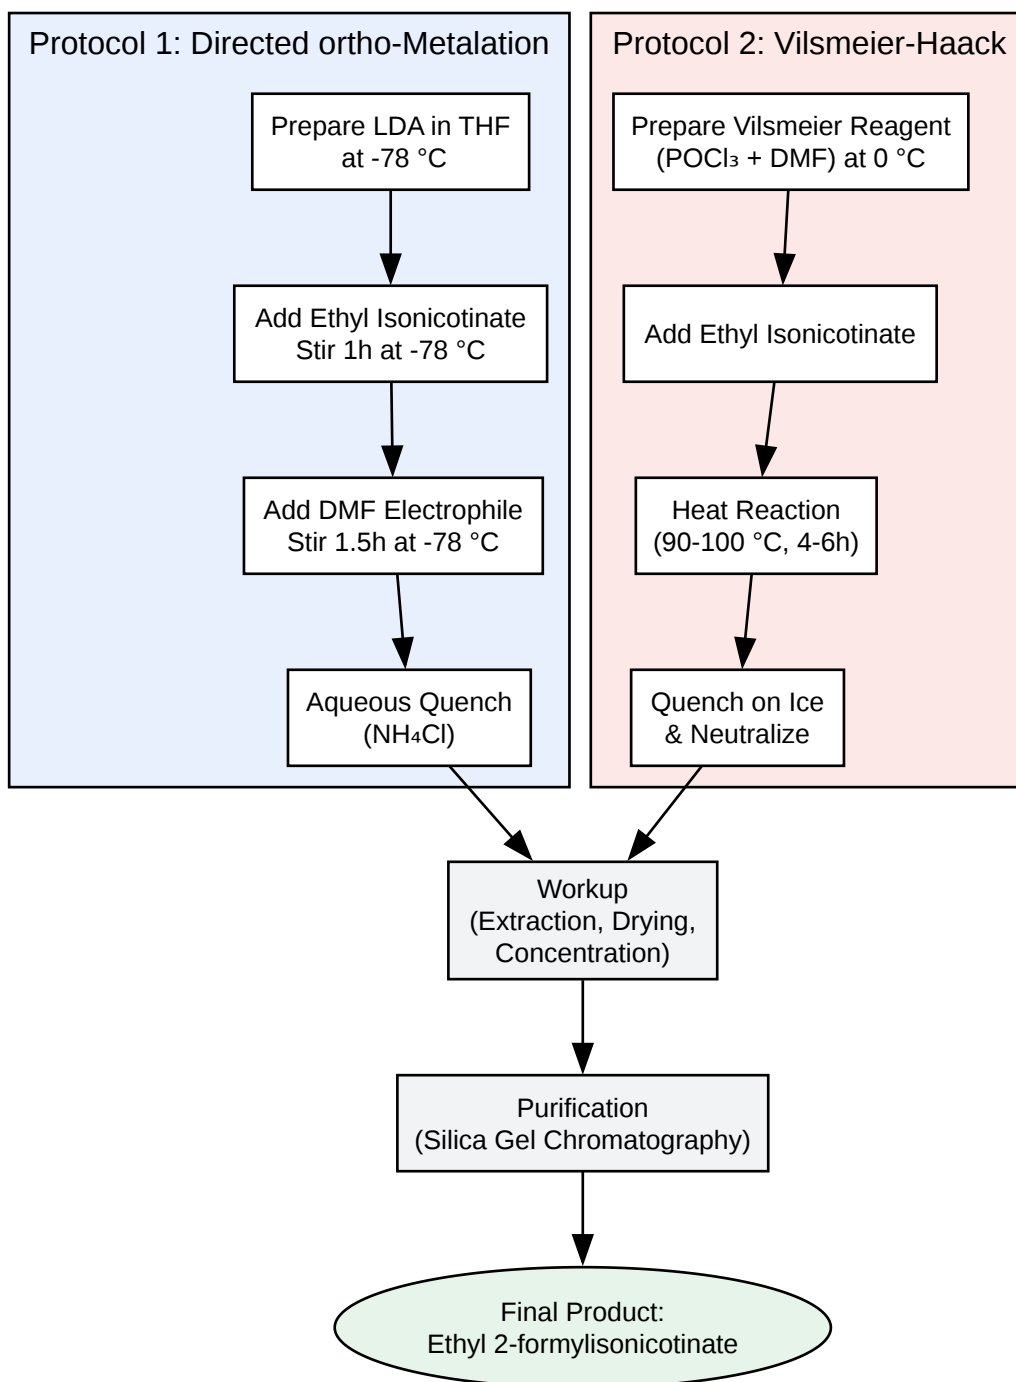 Protocol 1: Directed ortho-Metalation
Prepare LDA in THF
at -78 °C
Add Ethyl Isonicotinate
Stir 1h at -78 °C
Add DMF Electrophile
Stir 1.5h at -78 °C
Aqueous Quench
(NH₄Cl)
Protocol 2: Vilsmeier-Haack
Prepare Vilsmeier Reagent
(POCl₃ + DMF) at 0 °C
Add Ethyl Isonicotinate
Heat Reaction
(90-100 °C, 4-6h)
Quench on Ice
& Neutralize
Workup
(Extraction, Drying,
Concentration)
Purification
(Silica Gel Chromatography)
Final Product:
Ethyl 2-formylisonicotinate